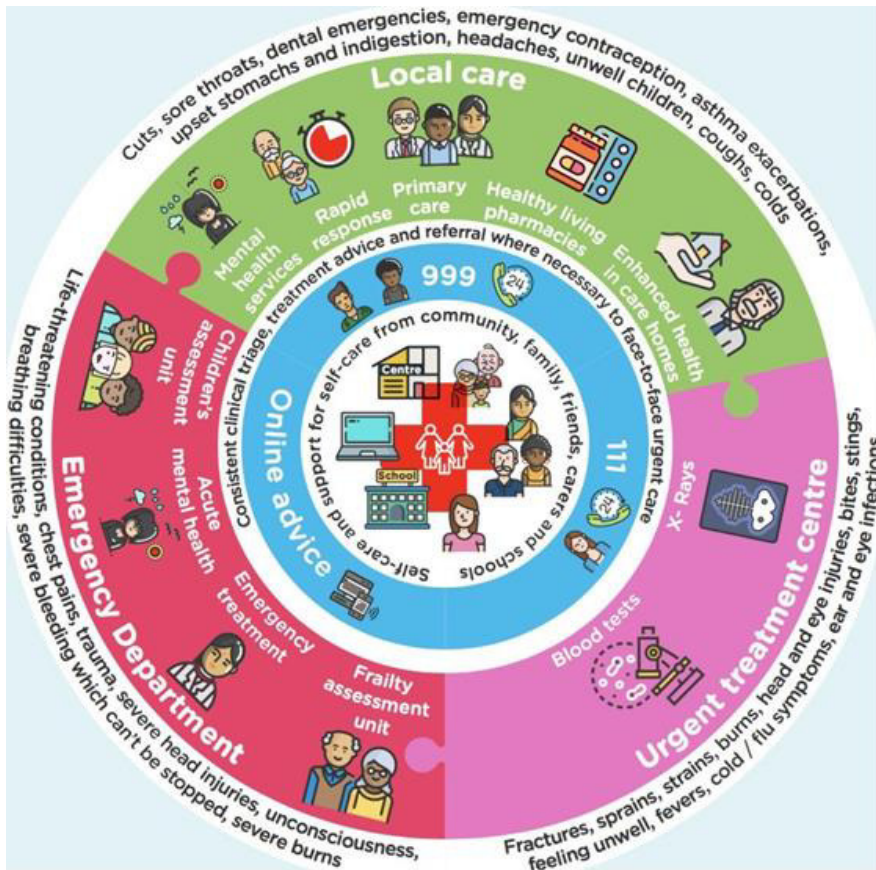 Cuts, sore throats, dental emergencies, emergency contraception, asthma exacerbations,
upset stomachs and indigestion, headaches, unwell children, coughs, colds
Local care
Mental
health
services
Rapid
response
Primary
care
Healthy living
pharmacies
Enhanced health
in care homes
Consistent clinical triage, treatment advice and referral where necessary to face-to-face urgent care
999
24
111
24
Online advice
Self-care and support for self-care from community, family, friends, carers and schools
Centre
School
Urgent treatment centre
X- Rays
Blood tests
Fractures, sprains, strains, burns, head and eye injuries, bites, stings,
feeling unwell, fevers, cold / flu symptoms, ear and eye infections
Emergency Department
Children's
assessment
unit
Acute
mental health
Emergency
treatment
Frailty
assessment
unit
Life-threatening conditions, chest pains, trauma, severe head injuries, unconsciousness,
breathing difficulties, severe bleeding which can't be stopped, severe burns